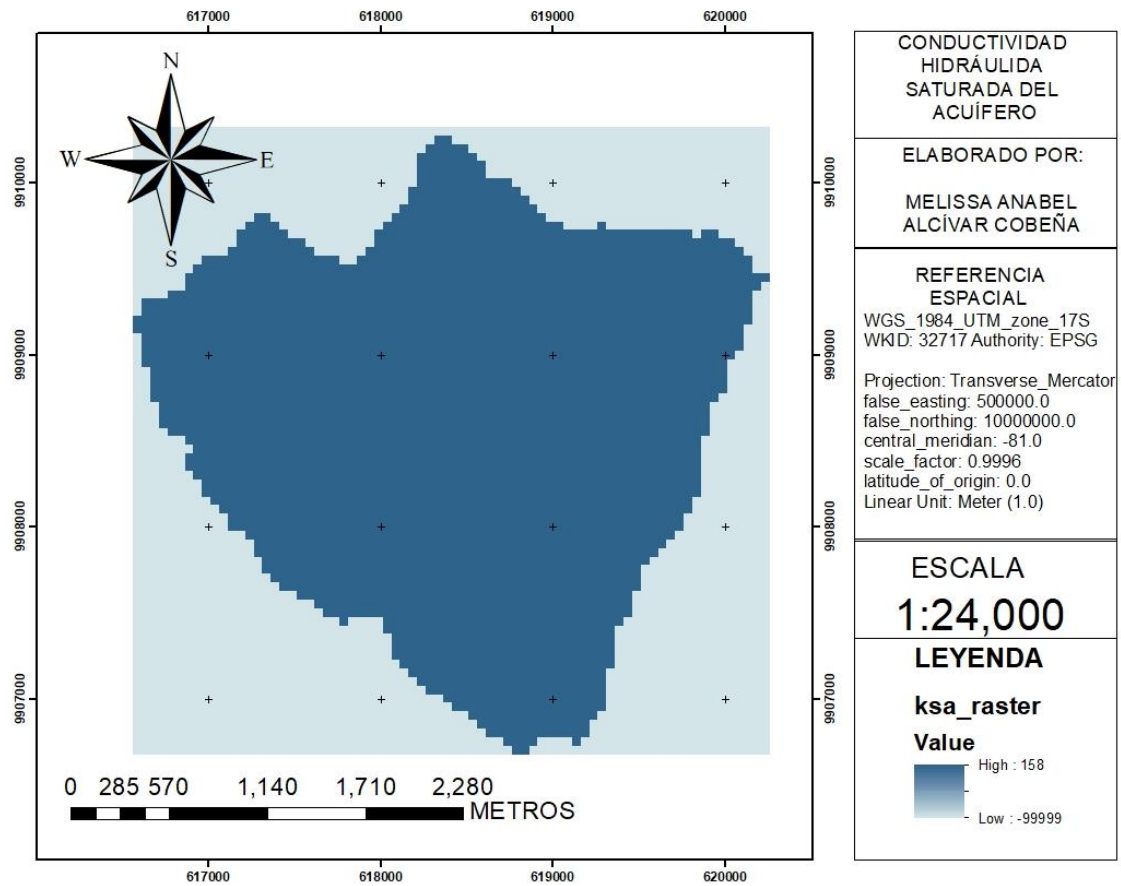 617000 618000 619000 620000
N
W E
S
9910000 9910000
9909000 9909000
9908000 9908000
9907000 9907000
0 285 570 1,140 1,710 2,280
METROS
617000 618000 619000 620000
CONDUCTIVIDAD
HIDRÁULIDA
SATURADA DEL
ACUÍFERO
ELABORADO POR:
MELISSA ANABEL
ALCÍVAR COBEÑA
REFERENCIA
ESPACIAL
WGS_1984_UTM_zone_17S
WKID: 32717 Authority: EPSG
Projection: Transverse_Mercator
false_easting: 500000.0
false_northing: 10000000.0
central_meridian: -81.0
scale_factor: 0.9996
latitude_of_origin: 0.0
Linear Unit: Meter (1.0)
ESCALA
1:24,000
LEYENDA
ksa_raster
Value
High : 158
Low : -99999